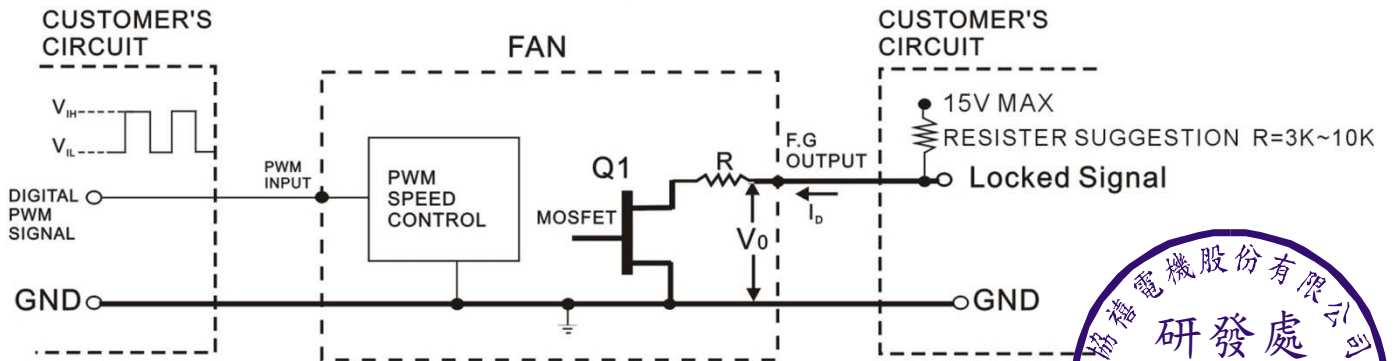 CUSTOMER'S
CIRCUIT
VIH
VIL
DIGITAL
PWM
SIGNAL
GND
PWM
INPUT
FAN
PWM
SPEED
CONTROL
MOSFET
Q1
R
V0
F.G
OUTPUT
ID
CUSTOMER'S
CIRCUIT
15V MAX
RESISTER SUGGESTION R=3K~10K
Locked Signal
GND
協禧電機股份有限公司
研發處